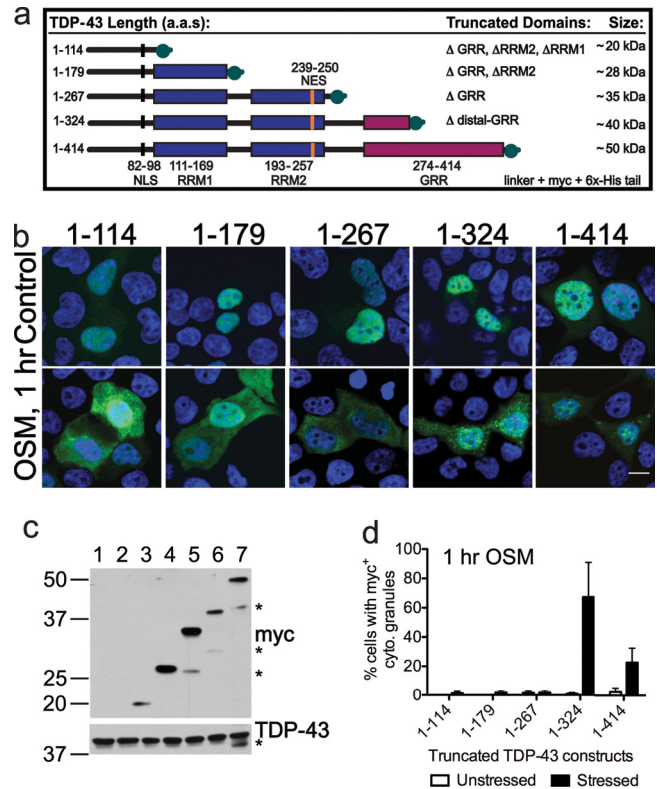 a
TDP-43 Length (a.a.s) Truncated Domains: Size:
1-114 Δ GRR, ΔRRM2, ΔRRM1 ~20 kDa
1-179 Δ GRR, ΔRRM2 ~28 kDa
239-250
NES
1-267 Δ GRR ~35 kDa
1-324 Δ distal-GRR ~40 kDa
1-414 ~50 kDa
82-98 111-169 193-257 274-414
NLS RRM1 RRM2 GRR linker + myc + 6x-His tail
b
1-114 1-179 1-267 1-324 1-414
Control
OSM, 1 hr
c
1 2 3 4 5 6 7
50
37
*
myc
*
25
*
20
TDP-43
*
37
d
1 hr OSM
% cells with myc+
cyto. granules
100
80
60
40
20
0
1-114 1-179 1-267 1-324 1-414
Truncated TDP-43 constructs
Unstressed Stressed